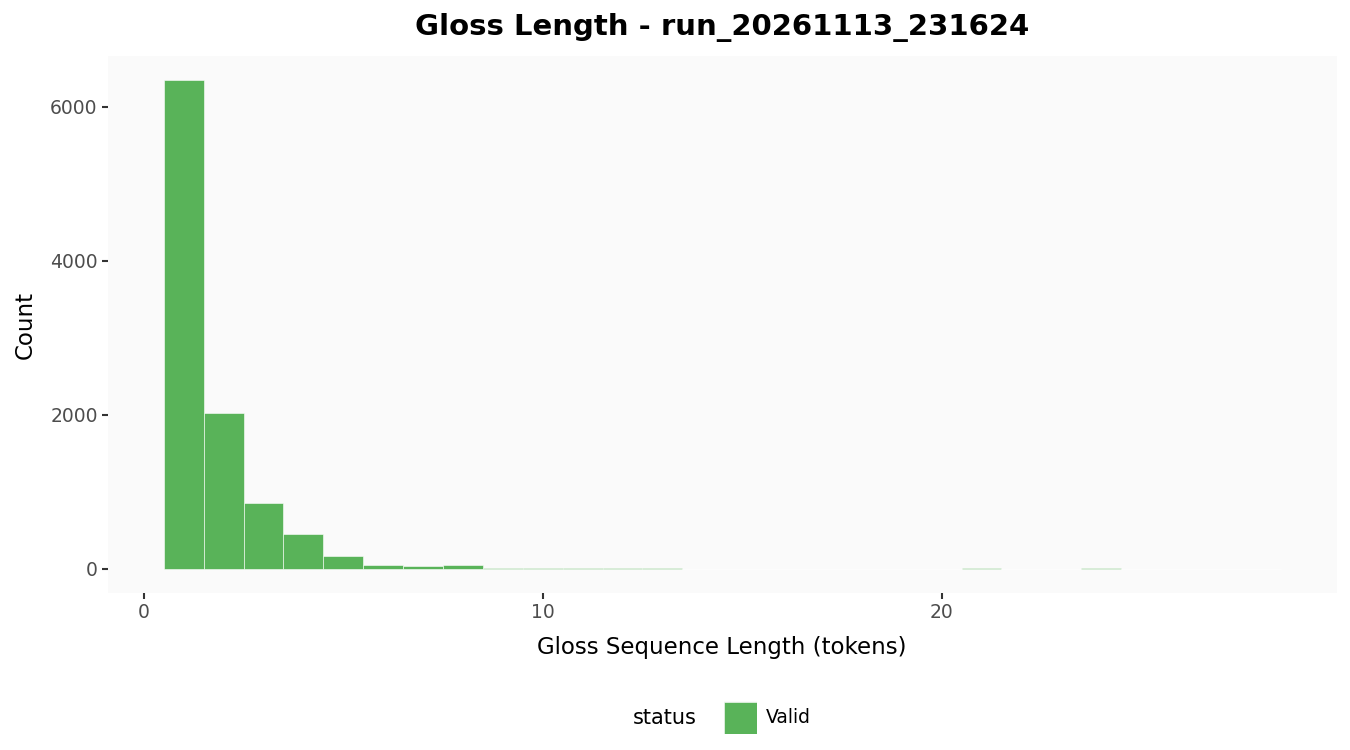 Gloss Length - run_20261113_231624
Count
6000
4000
2000
0
0 10 20
Gloss Sequence Length (tokens)
status Valid